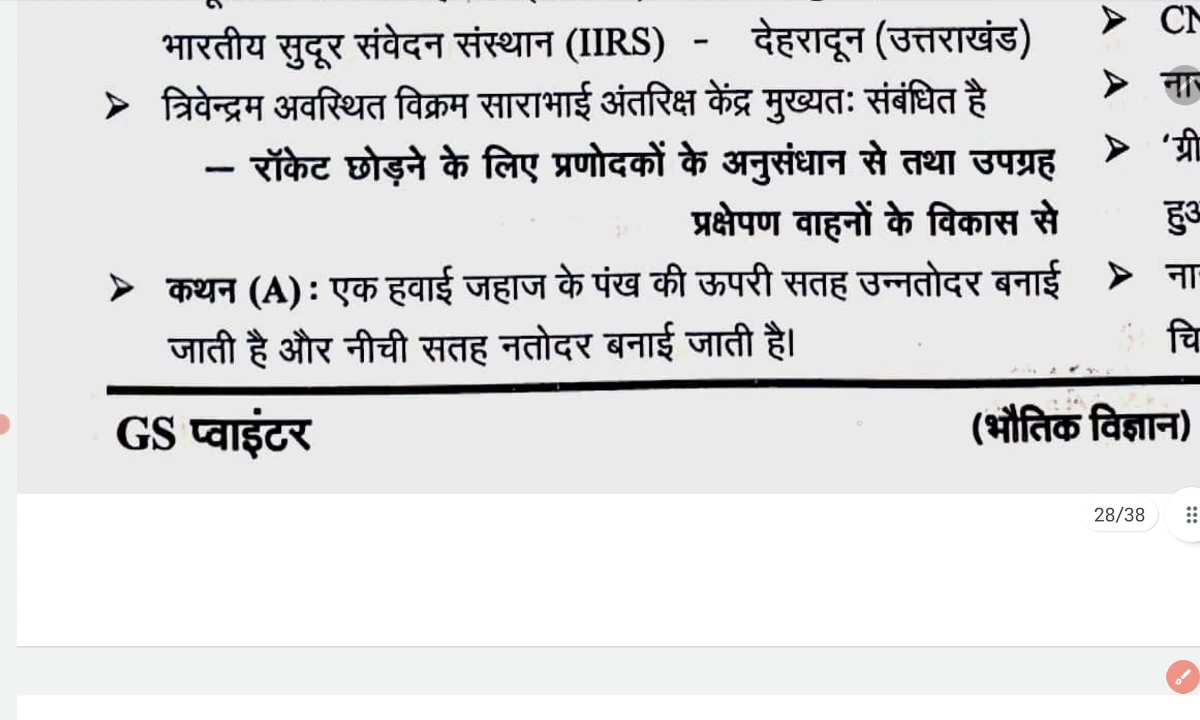 भारतीय सुदूर संवेदन संस्थान (IIRS) - देहरादून (उत्तराखंड)
➤ त्रिवेन्द्रम अवस्थित विक्रम साराभाई अंतरिक्ष केंद्र मुख्यतः संबंधित है
– रॉकेट छोड़ने के लिए प्रणोदकों के अनुसंधान से तथा उपग्रह
प्रक्षेपण वाहनों के विकास से
➤ कथन (A) : एक हवाई जहाज के पंख की ऊपरी सतह उन्नतोदर बनाई
जाती है और नीची सतह नतोदर बनाई जाती है।
GS प्वाइंटर
(भौतिक विज्ञान)
28/38